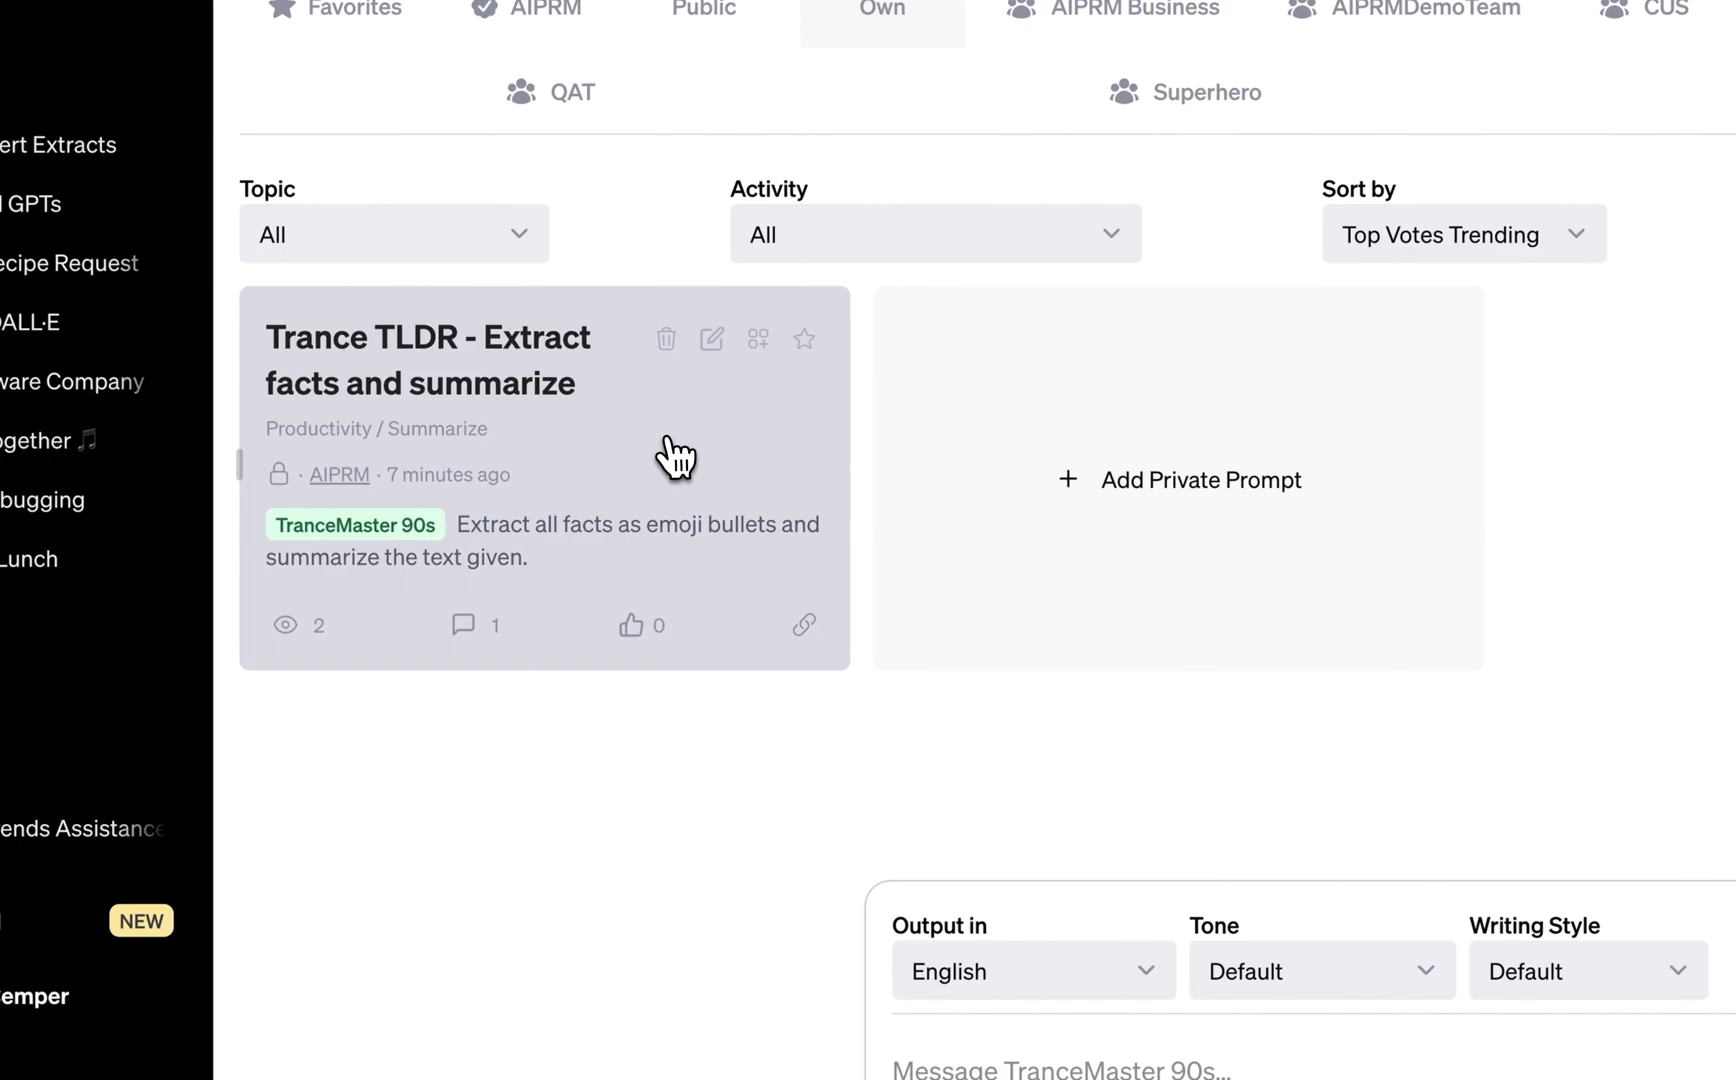 Favorites
AIPRM
Public
Own
AIPRM Business
AIPRMDemoTeam
CUS
QAT
Superhero
ert Extracts
GPTs
ecipe Request
ALL·E
ware Company
ogether 🎵
bugging
Lunch
ends Assistance
NEW
emper
Topic
All
Activity
All
Sort by
Top Votes Trending
Trance TLDR - Extract
facts and summarize
Productivity / Summarize
· AIPRM · 7 minutes ago
TranceMaster 90s Extract all facts as emoji bullets and
summarize the text given.
2
1
0
+ Add Private Prompt
Output in
English
Tone
Default
Writing Style
Default
Message TranceMaster 90s...